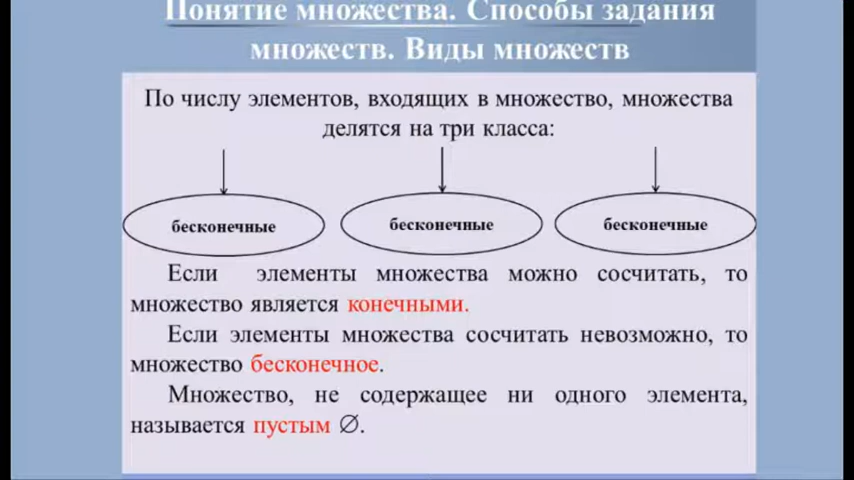 Понятие множества. Способы задания
множеств. Виды множеств
По числу элементов, входящих в множество, множества
делятся на три класса:
бесконечные бесконечные бесконечные
Если элементы множества можно сосчитать, то
множество является конечными.
Если элементы множества сосчитать невозможно, то
множество бесконечное.
Множество, не содержащее ни одного элемента,
называется пустым ∅.